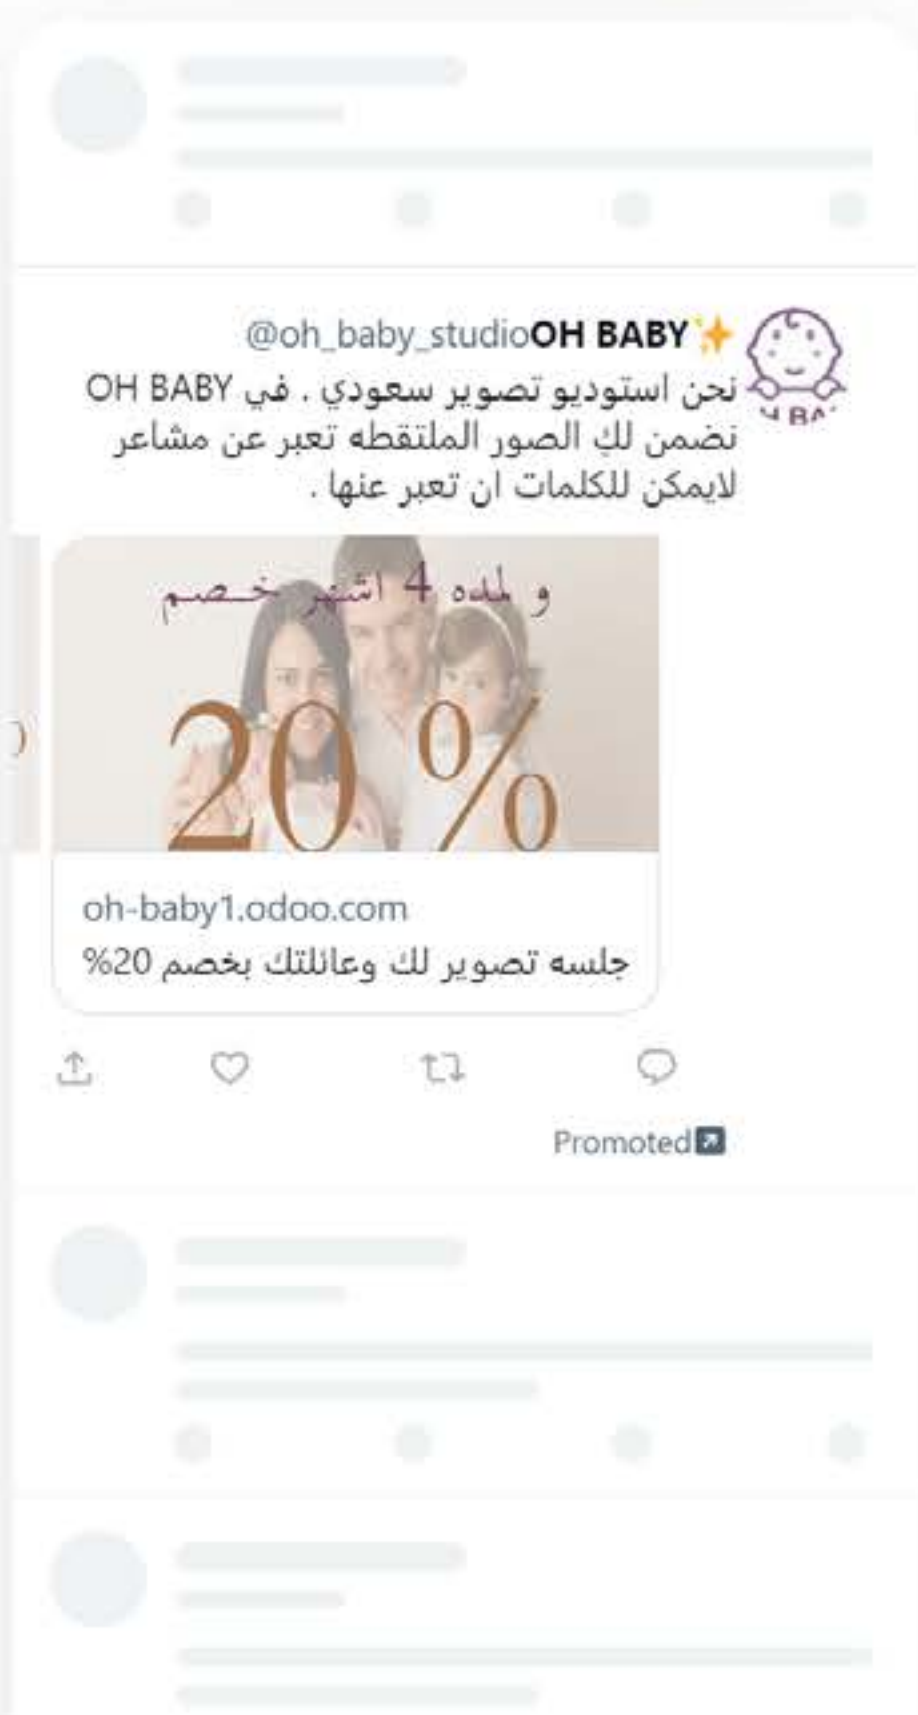 OH BABY✨ @oh_baby_studio
نحن استوديو تصوير سعودي . في OH BABY
نضمن لكِ الصور الملتقطه تعبر عن مشاعر
لايمكن للكلمات ان تعبر عنها .
و لمده 4 اشهر خصم
20 %
oh-baby1.odoo.com
جلسه تصوير لك وعائلتك بخصم 20%
Promoted